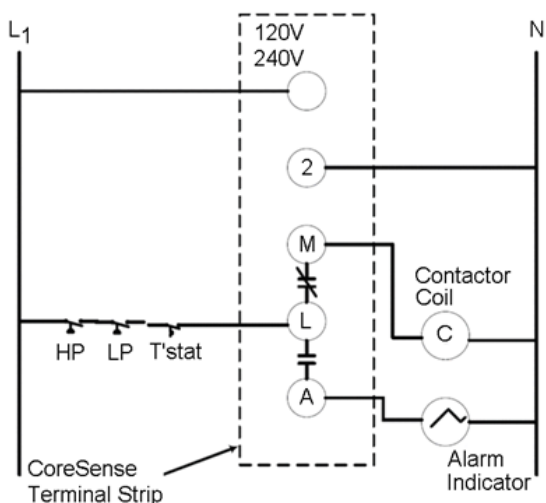 L1
N
120V
240V
2
M
Contactor
Coil
L
C
HP LP T'stat
A
CoreSense
Terminal Strip
Alarm
Indicator